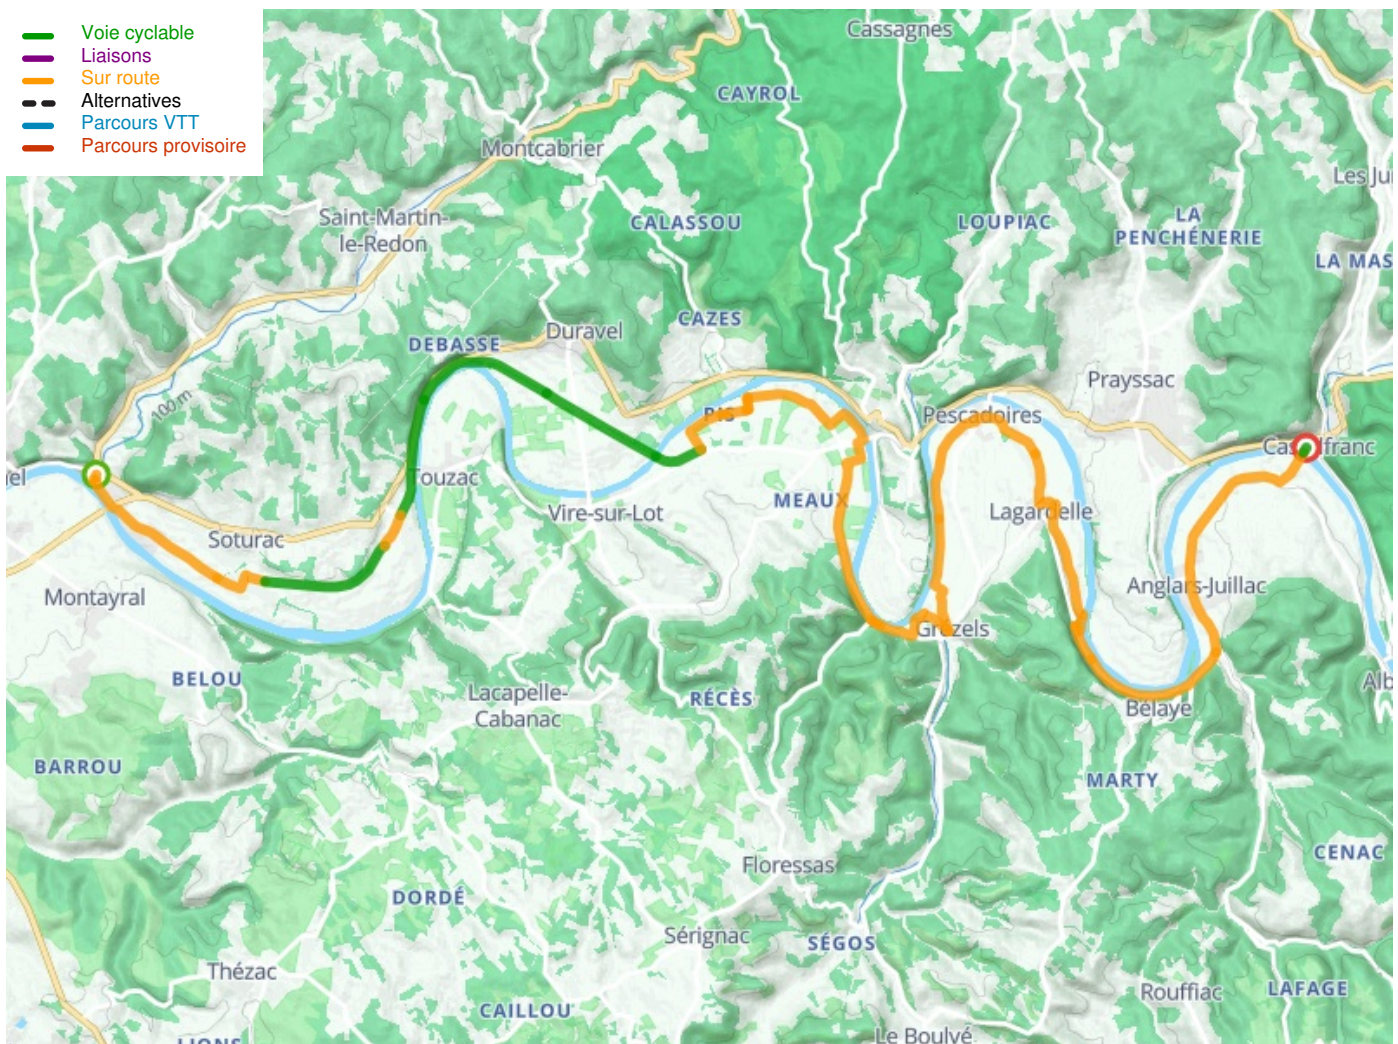 Voie cyclable
Liaisons
Sur route
Alternatives
Parcours VTT
Parcours provisoire
Cassagnes
CAYROL
Montcabrier
Les Ju
Saint-Martin-
le-Redon
CALASSOU
LOUPIAC
LA
PENCHÉNERIE
LA MAS
CAZES
Duravel
DEBASSE
100 m
Prayssac
Pescadoires
Touzac
MEAUX
Vire-sur-Lot
Lagardelle
Soturac
Montayral
Anglars-Juillac
Grézels
BELOU
Lacapelle-
Cabanac
RÉCÈS
Bélaye
Alb
BARROU
MARTY
Floressas
CENAC
DORDÉ
Sérignac
SÉGOS
Thézac
Rouffiac
LAFAGE
CAILLOU
Le Boulvé